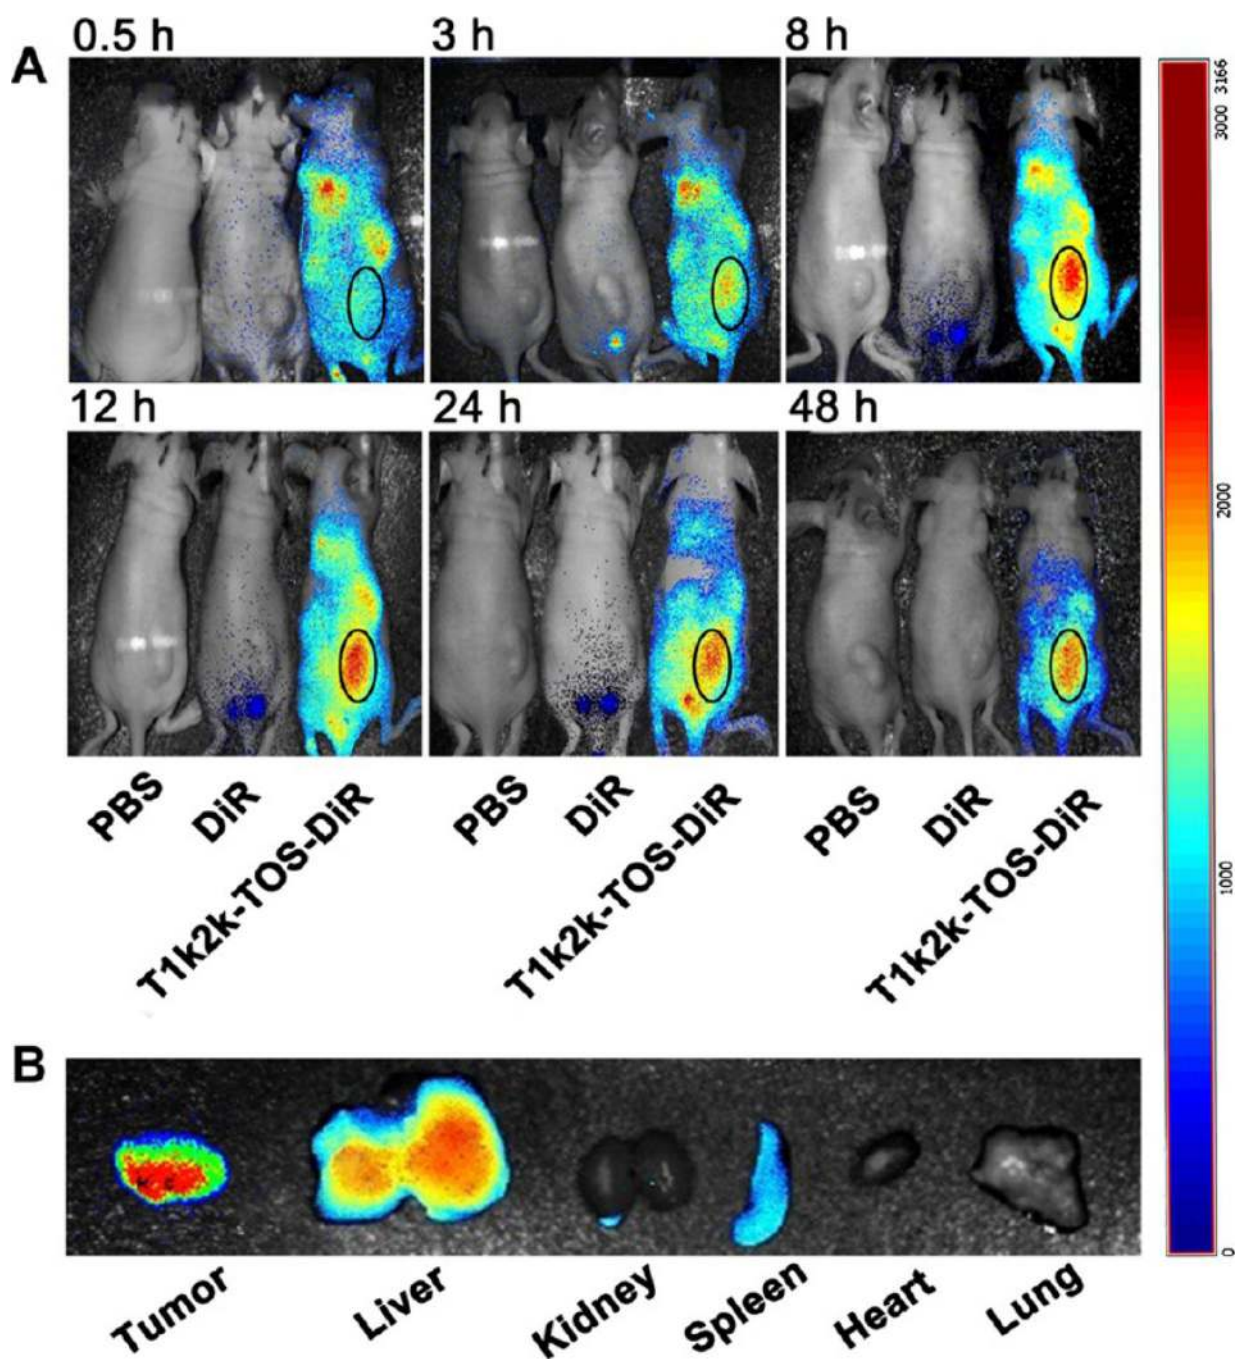 A
0.5 h
3 h
8 h
3166
3000
12 h
24 h
48 h
2000
PBS
DiR
T1k2k-TOS-DiR
PBS
DiR
T1k2k-TOS-DiR
PBS
DiR
T1k2k-TOS-DiR
1000
B
0
Tumor
Liver
Kidney
Spleen
Heart
Lung